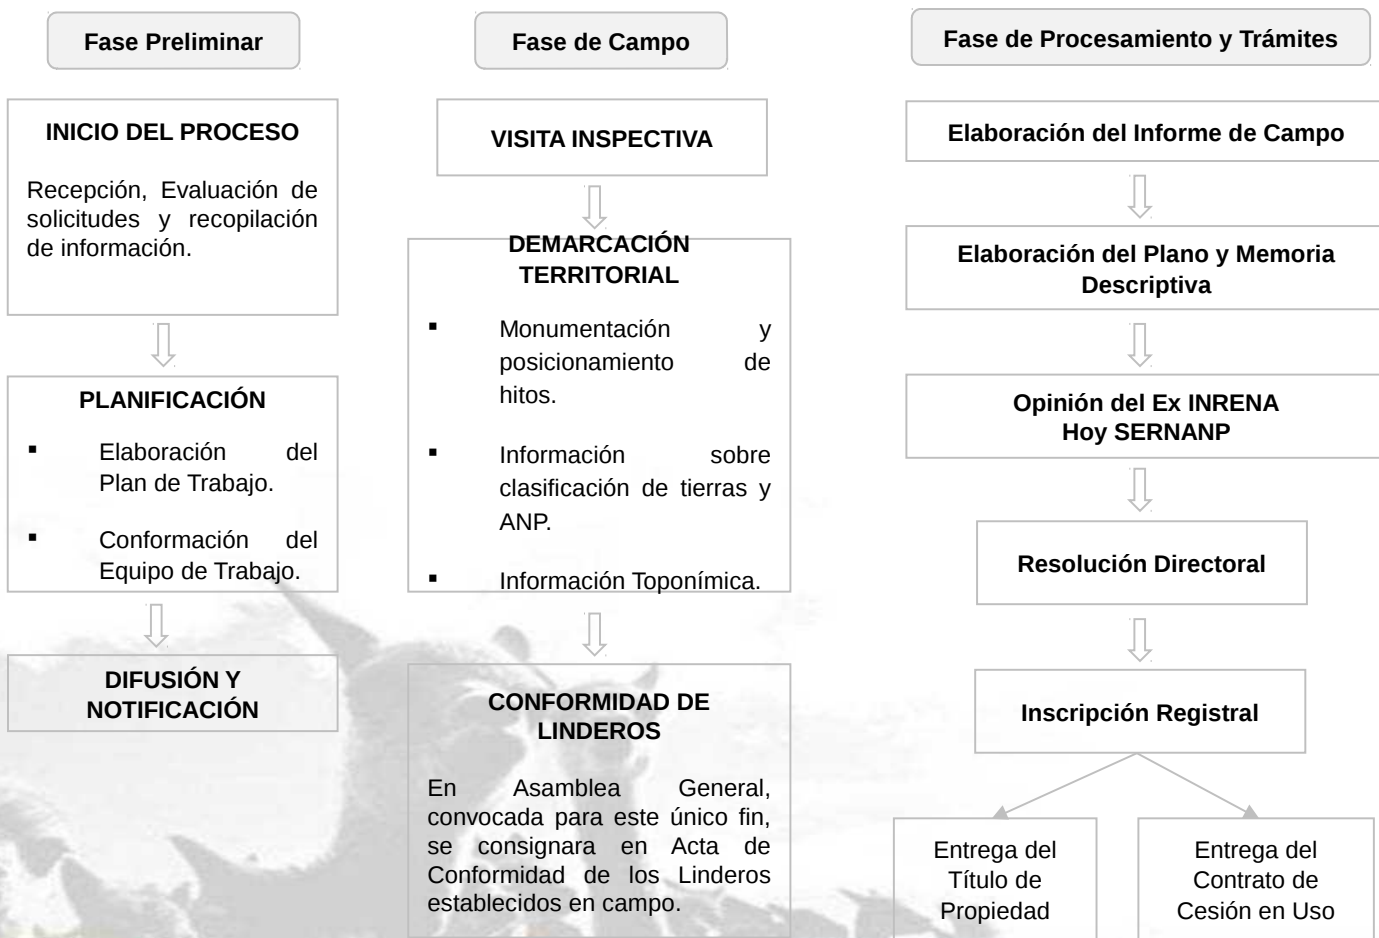 Fase Preliminar
INICIO DEL PROCESO
Recepción, Evaluación de
solicitudes y recopilación
de información.
PLANIFICACIÓN
▪ Elaboración del
Plan de Trabajo.
▪ Conformación del
Equipo de Trabajo.
DIFUSIÓN Y
NOTIFICACIÓN
Fase de Campo
VISITA INSPECTIVA
DEMARCACIÓN
TERRITORIAL
▪ Monumentación y
posicionamiento de
hitos.
▪ Información sobre
clasificación de tierras y
ANP.
▪ Información Toponímica.
CONFORMIDAD DE
LINDEROS
En Asamblea General,
convocada para este único fin,
se consignara en Acta de
Conformidad de los Linderos
establecidos en campo.
Fase de Procesamiento y Trámites
Elaboración del Informe de Campo
Elaboración del Plano y Memoria
Descriptiva
Opinión del Ex INRENA
Hoy SERNANP
Resolución Directoral
Inscripción Registral
Entrega del
Título de
Propiedad
Entrega del
Contrato de
Cesión en Uso